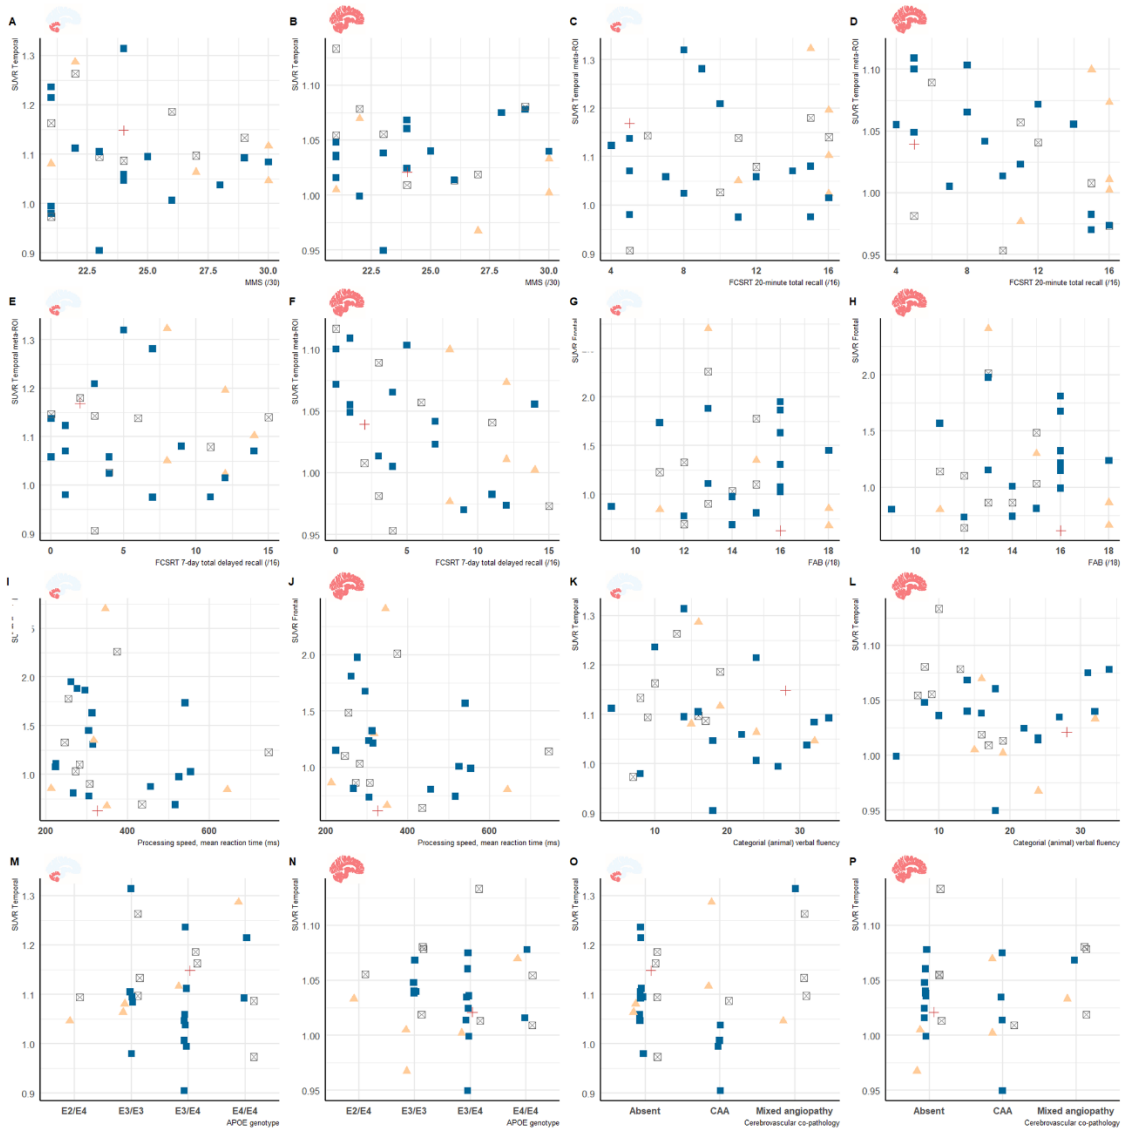 A
B
C
D
SUVR Temporal
SUVR Temporal
SUVR Temporal meta-ROI
SUVR Temporal meta-ROI
1.3
1.2
1.1
1.0
0.9
1.10
1.05
1.00
0.95
1.3
1.2
1.1
1.0
0.9
1.10
1.05
1.00
0.95
22.5 25.0 27.5 30.0
22.5 25.0 27.5 30.0
4 8 12 16
4 8 12 16
MMS (/30)
MMS (/30)
FCSRT 20-minute total recall (/16)
FCSRT 20-minute total recall (/16)
E
F
G
H
SUVR Temporal meta-ROI
SUVR Temporal meta-ROI
SUVR Frontal
SUVR Frontal
1.3
1.2
1.1
1.0
0.9
1.10
1.05
1.00
0.95
2.0
1.5
1.0
2.0
1.5
1.0
0 5 10 15
0 5 10 15
10 12 14 16 18
10 12 14 16 18
FCSRT 7-day total delayed recall (/16)
FCSRT 7-day total delayed recall (/16)
FAB (/18)
FAB (/18)
I
J
K
L
SUVR Frontal
SUVR Temporal
SUVR Temporal
2.0
1.5
1.0
2.0
1.5
1.0
1.3
1.2
1.1
1.0
0.9
1.10
1.05
1.00
0.95
200 400 600
200 400 600
10 20 30
10 20 30
Processing speed, mean reaction time (ms)
Processing speed, mean reaction time (ms)
Categorial (animal) verbal fluency
Categorial (animal) verbal fluency
M
N
O
P
SUVR Temporal
SUVR Temporal
SUVR Temporal
SUVR Temporal
1.3
1.2
1.1
1.0
0.9
1.10
1.05
1.00
0.95
1.3
1.2
1.1
1.0
0.9
1.10
1.05
1.00
0.95
E2/E4 E3/E3 E3/E4 E4/E4
E2/E4 E3/E3 E3/E4 E4/E4
Absent CAA Mixed angiopathy
Absent CAA Mixed angiopathy
APOE genotype
APOE genotype
Cerebrovascular co-pathology
Cerebrovascular co-pathology